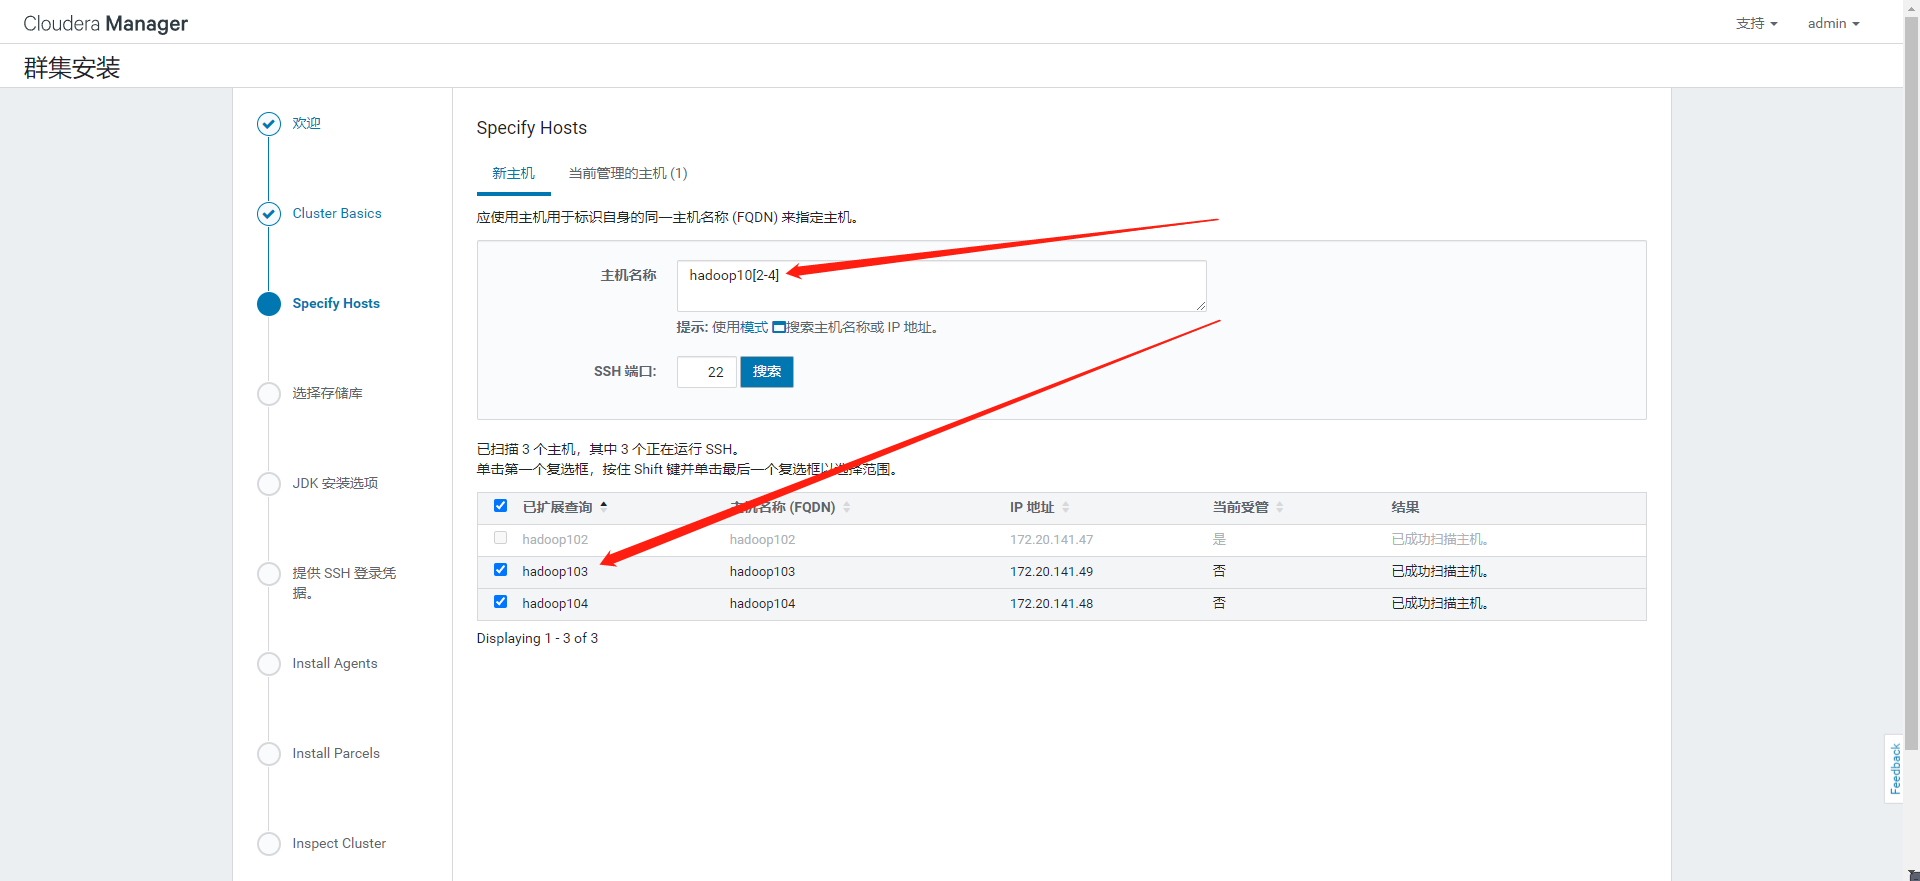 Cloudera Manager
支持
admin
群集安装
欢迎
Cluster Basics
Specify Hosts
选择存储库
JDK 安装选项
提供 SSH 登录凭
据。
Install Agents
Install Parcels
Inspect Cluster
Specify Hosts
新主机 当前管理的主机 (1)
应使用主机用于标识自身的同一主机名称 (FQDN) 来指定主机。
主机名称 hadoop10[2-4]
提示: 使用模式 搜索主机名称或 IP 地址。
SSH 端口: 22 搜索
已扫描 3 个主机，其中 3 个正在运行 SSH。
单击第一个复选框，按住 Shift 键并单击最后一个复选框以选择范围。
已扩展查询 主机名称 (FQDN) IP 地址 当前受管 结果
hadoop102 hadoop102 172.20.141.47 是 已成功扫描主机。
hadoop103 hadoop103 172.20.141.49 否 已成功扫描主机。
hadoop104 hadoop104 172.20.141.48 否 已成功扫描主机。
Displaying 1 - 3 of 3
Feedback